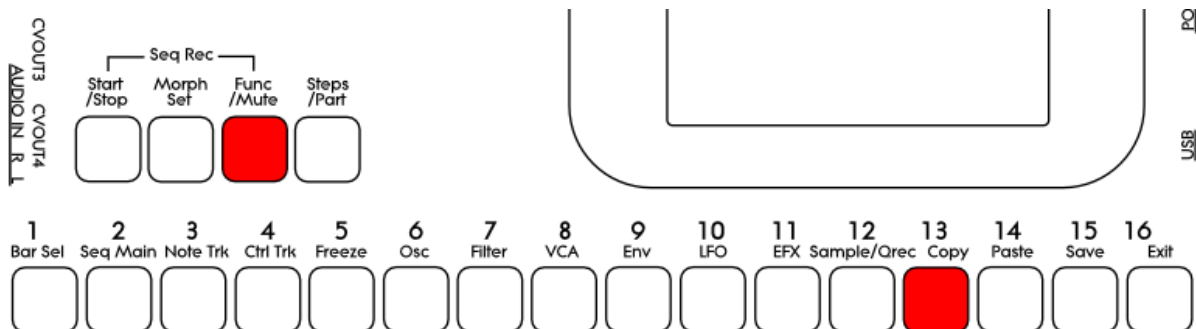 CVOUT3
CVOUT4
AUDIO IN R L
Seq Rec
Start
/Stop
Morph
Set
Func
/Mute
Steps
/Part
USB
1 2 3 4 5 6 7 8 9 10 11 12 13 14 15 16
Bar Sel Seq Main Note Trk Ctrl Trk Freeze Osc Filter VCA Env LFO EFX Sample/Qrec Copy Paste Save Exit